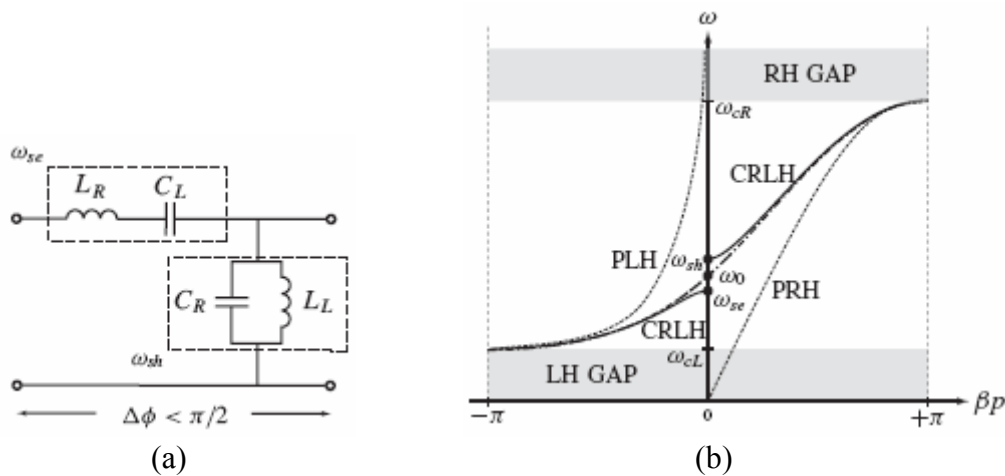 ω_se
L_R C_L
C_R L_L
ω_sh
Δϕ < π/2
(a)
ω
RH GAP
ω_cR
CRLH
PLH
ω_sh
ω_0
PRH
ω_se
CRLH
ω_cL
LH GAP
−π 0 +π βp
(b)